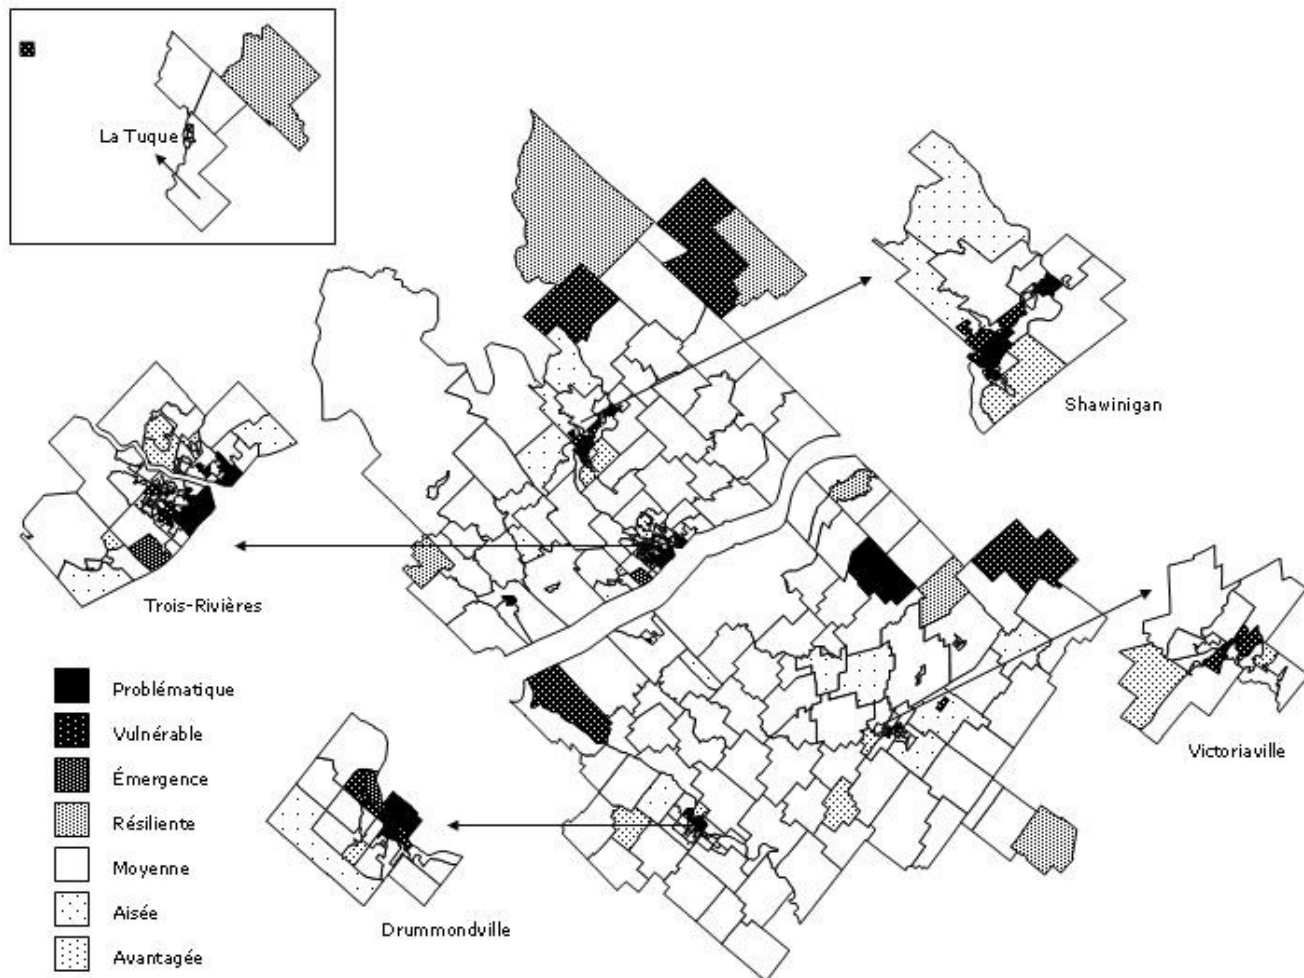 La Tuque
Shawinigan
Trois-Rivières
Problématique
Vulnérable
Émergence
Résiliente
Moyenne
Aisée
Avantagée
Drummondville
Victoriaville